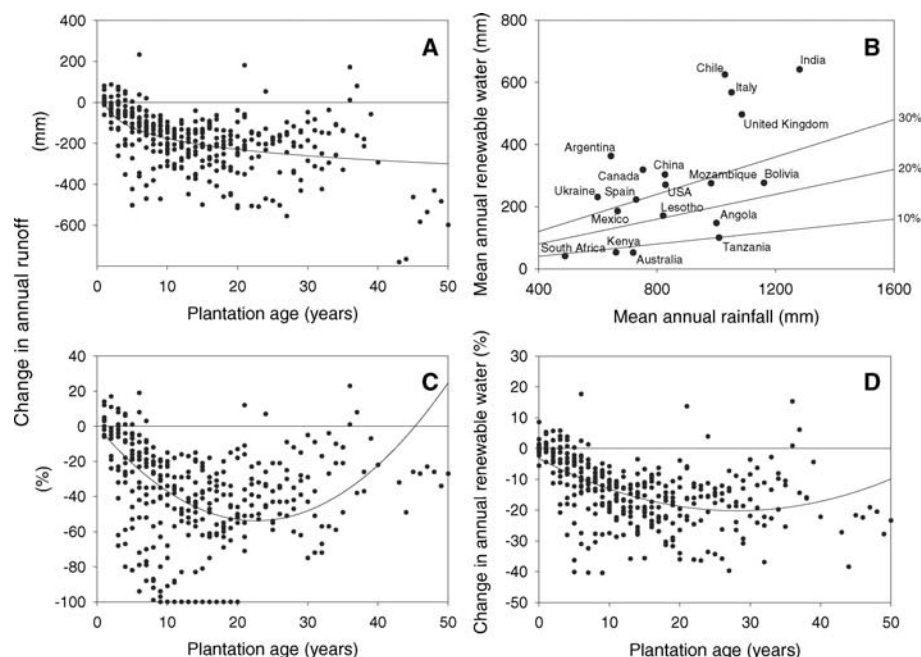 Change in annual runoff
(mm)
(%)
A
400
200
0
-200
-400
-600
0
10
20
30
40
50
Plantation age (years)
B
Mean annual renewable water (mm)
800
600
400
200
0
Chile
India
Italy
United Kingdom
30%
Argentina
Canada
China
Mozambique
Bolivia
20%
Ukraine
Spain
USA
Mexico
Lesotho
Angola
10%
South Africa
Kenya
Australia
Tanzania
400
800
1200
1600
Mean annual rainfall (mm)
C
40
20
0
-20
-40
-60
-80
-100
0
10
20
30
40
50
Plantation age (years)
D
Change in annual renewable water (%)
30
20
10
0
-10
-20
-30
-40
-50
0
10
20
30
40
50
Plantation age (years)